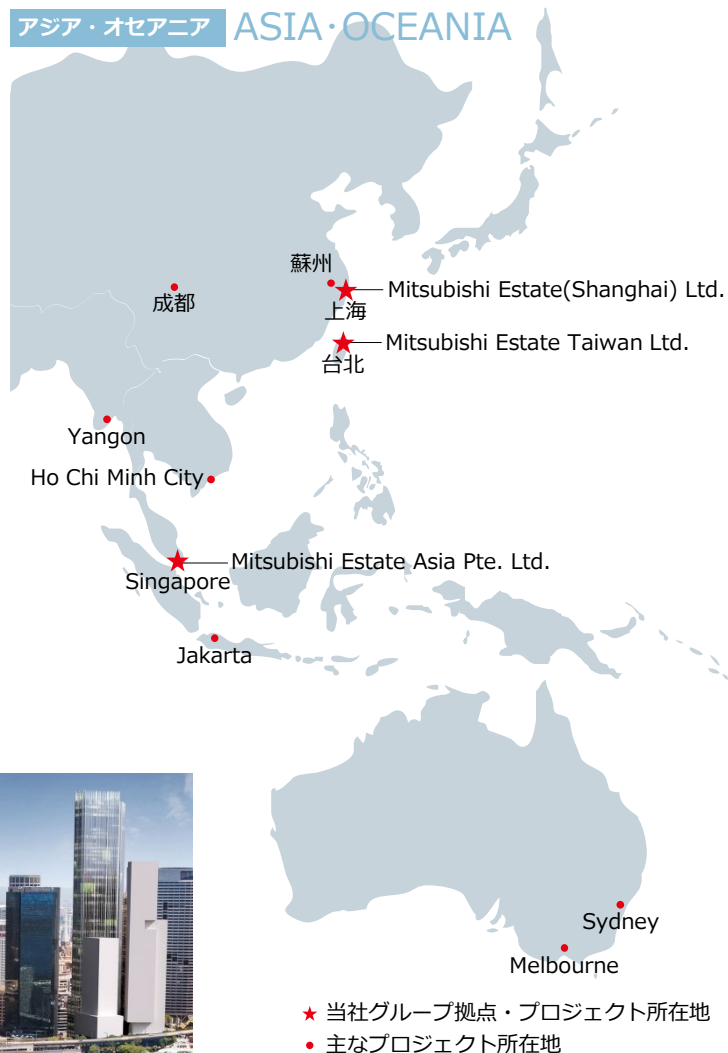 アジア・オセアニア ASIA・OCEANIA
蘇州
成都
Mitsubishi Estate(Shanghai) Ltd.
上海
Mitsubishi Estate Taiwan Ltd.
台北
Yangon
Ho Chi Minh City
Mitsubishi Estate Asia Pte. Ltd.
Singapore
Jakarta
Sydney
Melbourne
★ 当社グループ拠点・プロジェクト所在地
● 主なプロジェクト所在地